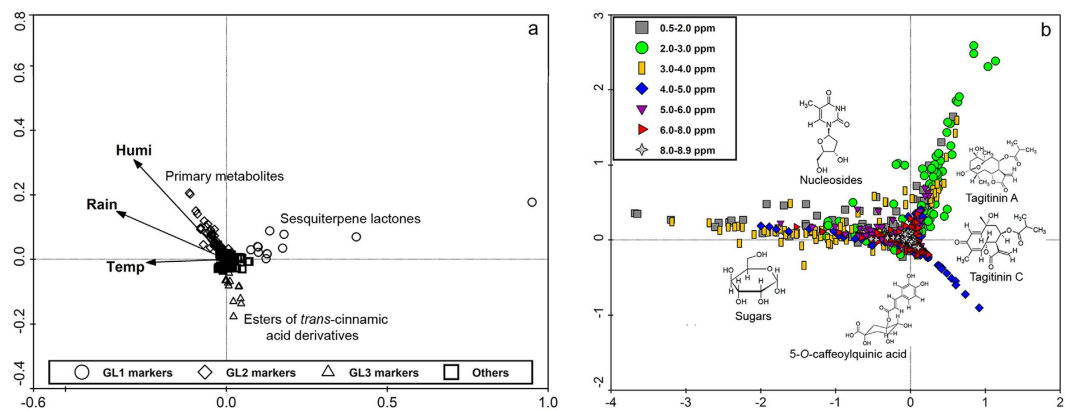 a
0.8
0.6
0.4
0.2
0.0
-0.2
-0.4
-0.6
0.0
1.0
Humi
Rain
Temp
Primary metabolites
Sesquiterpene lactones
Esters of trans-cinnamic
acid derivatives
GL1 markers GL2 markers GL3 markers Others
b
3
2
1
0
-1
-2
-4 -3 -2 -1 0 1 2
0.5-2.0 ppm
2.0-3.0 ppm
3.0-4.0 ppm
4.0-5.0 ppm
5.0-6.0 ppm
6.0-8.0 ppm
8.0-8.9 ppm
Nucleosides
Tagitinin A
Tagitinin C
Sugars
5-O-caffeoylquinic acid